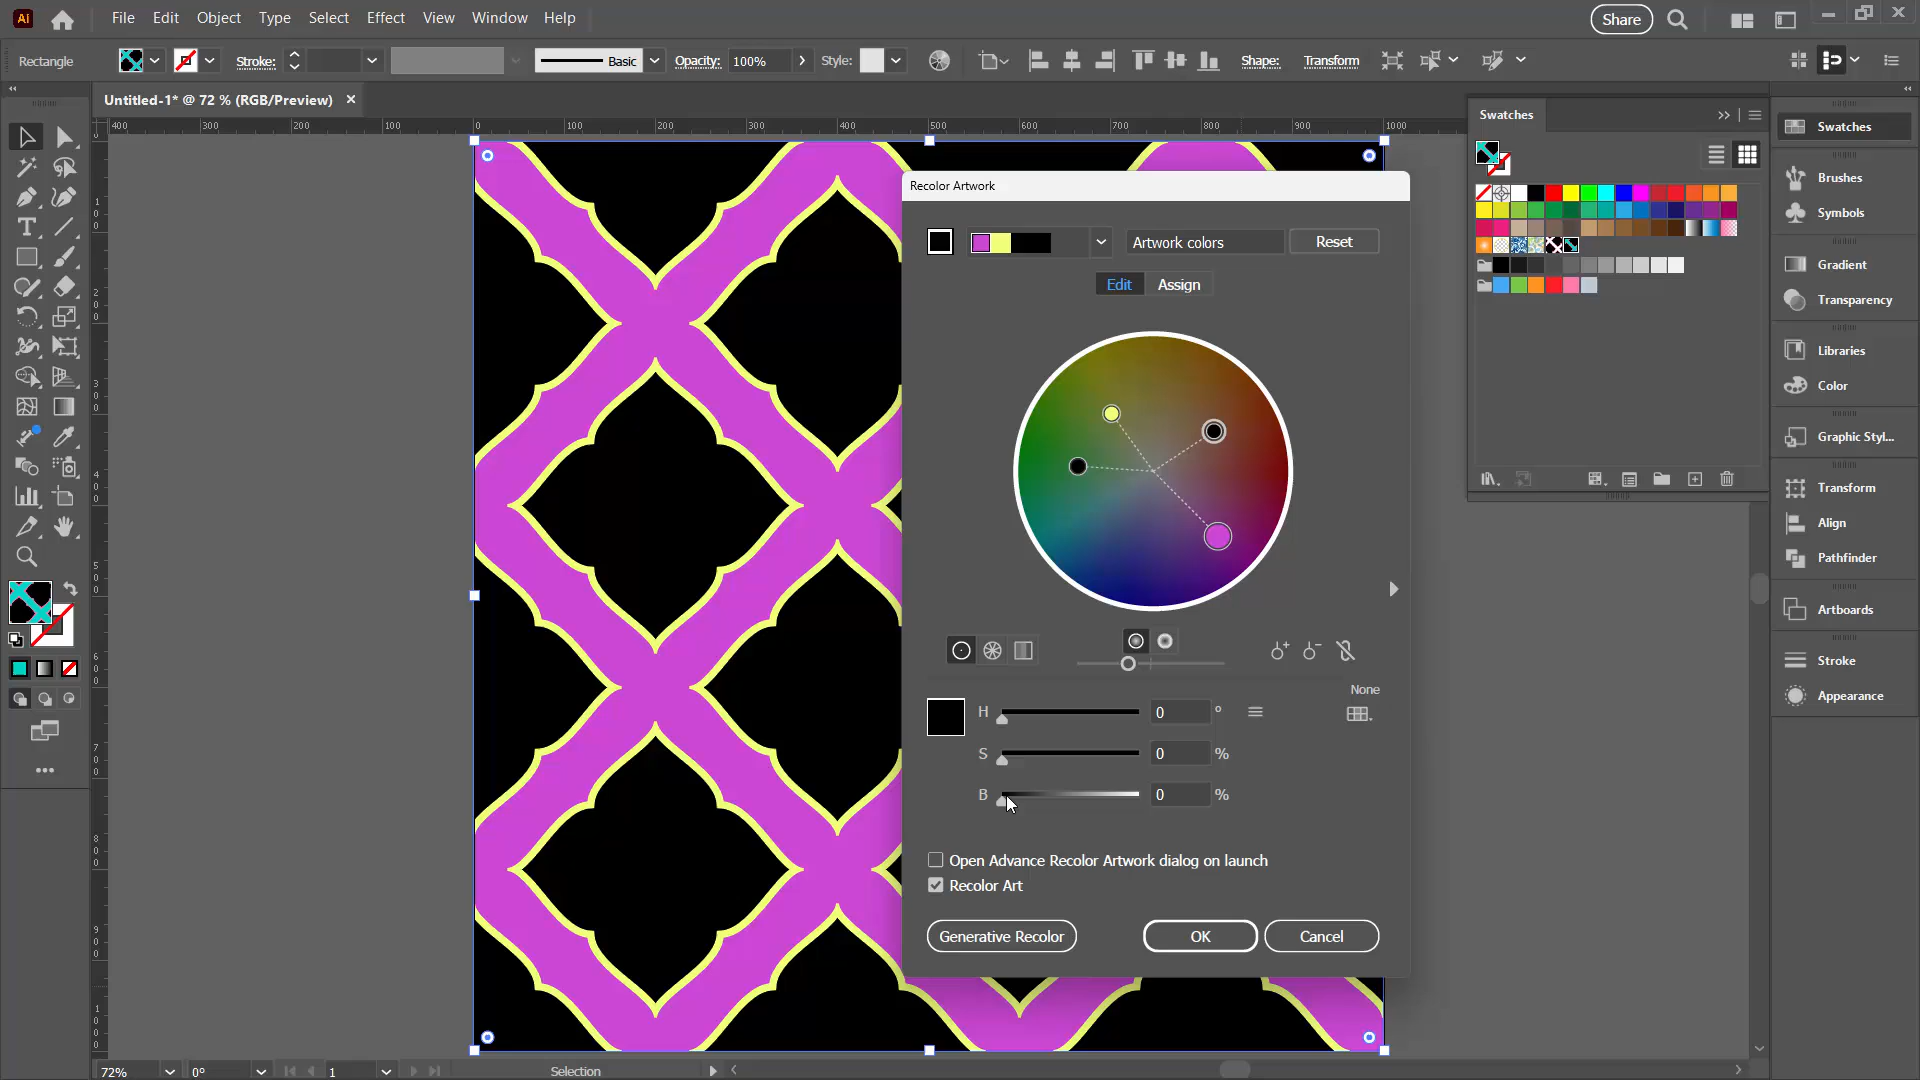 Ai File Edit Object Type Select Effect View Window Help Share
Rectangle Stroke: Basic Opacity: 100% Style: Shape: Transform
Untitled-1* @ 72 % (RGB/Preview)
400 300 200 100 0 100 200 300 400 500 600 700 800 900 1000
Swatches
Swatches
Brushes
Symbols
Gradient
Transparency
Libraries
Color
Graphic Styl...
Transform
Align
Pathfinder
Artboards
Stroke
Appearance
Recolor Artwork
Artwork colors Reset
Edit Assign
None
H 0 °
S 0 %
B 0 %
Open Advance Recolor Artwork dialog on launch
Recolor Art
Generative Recolor OK Cancel
72% 0° 1 Selection